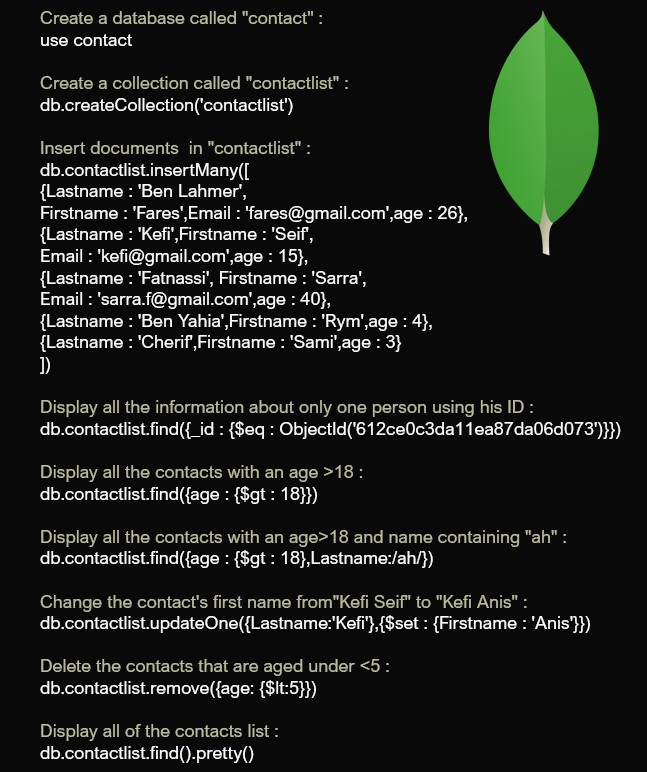 Create a database called "contact" :
use contact
Create a collection called "contactlist" :
db.createCollection('contactlist')
Insert documents  in "contactlist" :
db.contactlist.insertMany([
{Lastname : 'Ben Lahmer',
Firstname : 'Fares',Email : 'fares@gmail.com',age : 26},
{Lastname : 'Kefi',Firstname : 'Seif',
Email : 'kefi@gmail.com',age : 15},
{Lastname : 'Fatnassi', Firstname : 'Sarra',
Email : 'sarra.f@gmail.com',age : 40},
{Lastname : 'Ben Yahia',Firstname : 'Rym',age : 4},
{Lastname : 'Cherif',Firstname : 'Sami',age : 3}
])
Display all the information about only one person using his ID :
db.contactlist.find({_id : {$eq : ObjectId('612ce0c3da11ea87da06d073')}})
Display all the contacts with an age >18 :
db.contactlist.find({age : {$gt : 18}})
Display all the contacts with an age>18 and name containing "ah" :
db.contactlist.find({age : {$gt : 18},Lastname:/ah/})
Change the contact's first name from"Kefi Seif" to "Kefi Anis" :
db.contactlist.updateOne({Lastname:'Kefi'},{$set : {Firstname : 'Anis'}})
Delete the contacts that are aged under <5 :
db.contactlist.remove({age: {$lt:5}})
Display all of the contacts list :
db.contactlist.find().pretty()